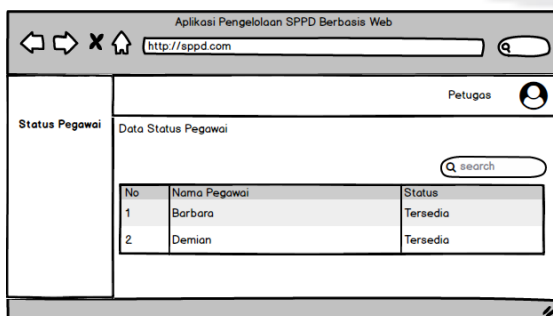 Aplikasi Pengelolaan SPPD Berbasis Web
http://sppd.com
Petugas
Status Pegawai
Data Status Pegawai
search
No Nama Pegawai Status
1 Barbara Tersedia
2 Demian Tersedia